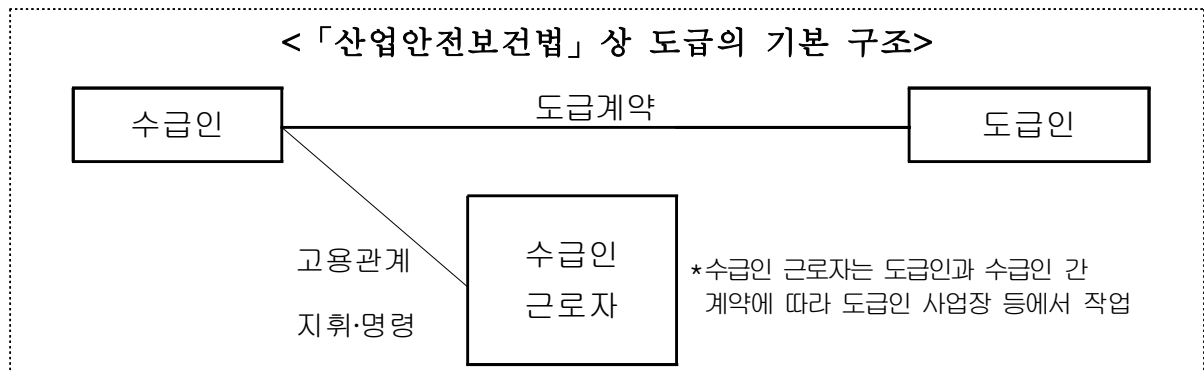 <「산업안전보건법」상 도급의 기본 구조>
수급인
도급계약
도급인
고용관계
지휘·명령
수급인
근로자
*수급인 근로자는 도급인과 수급인 간
계약에 따라 도급인 사업장 등에서 작업